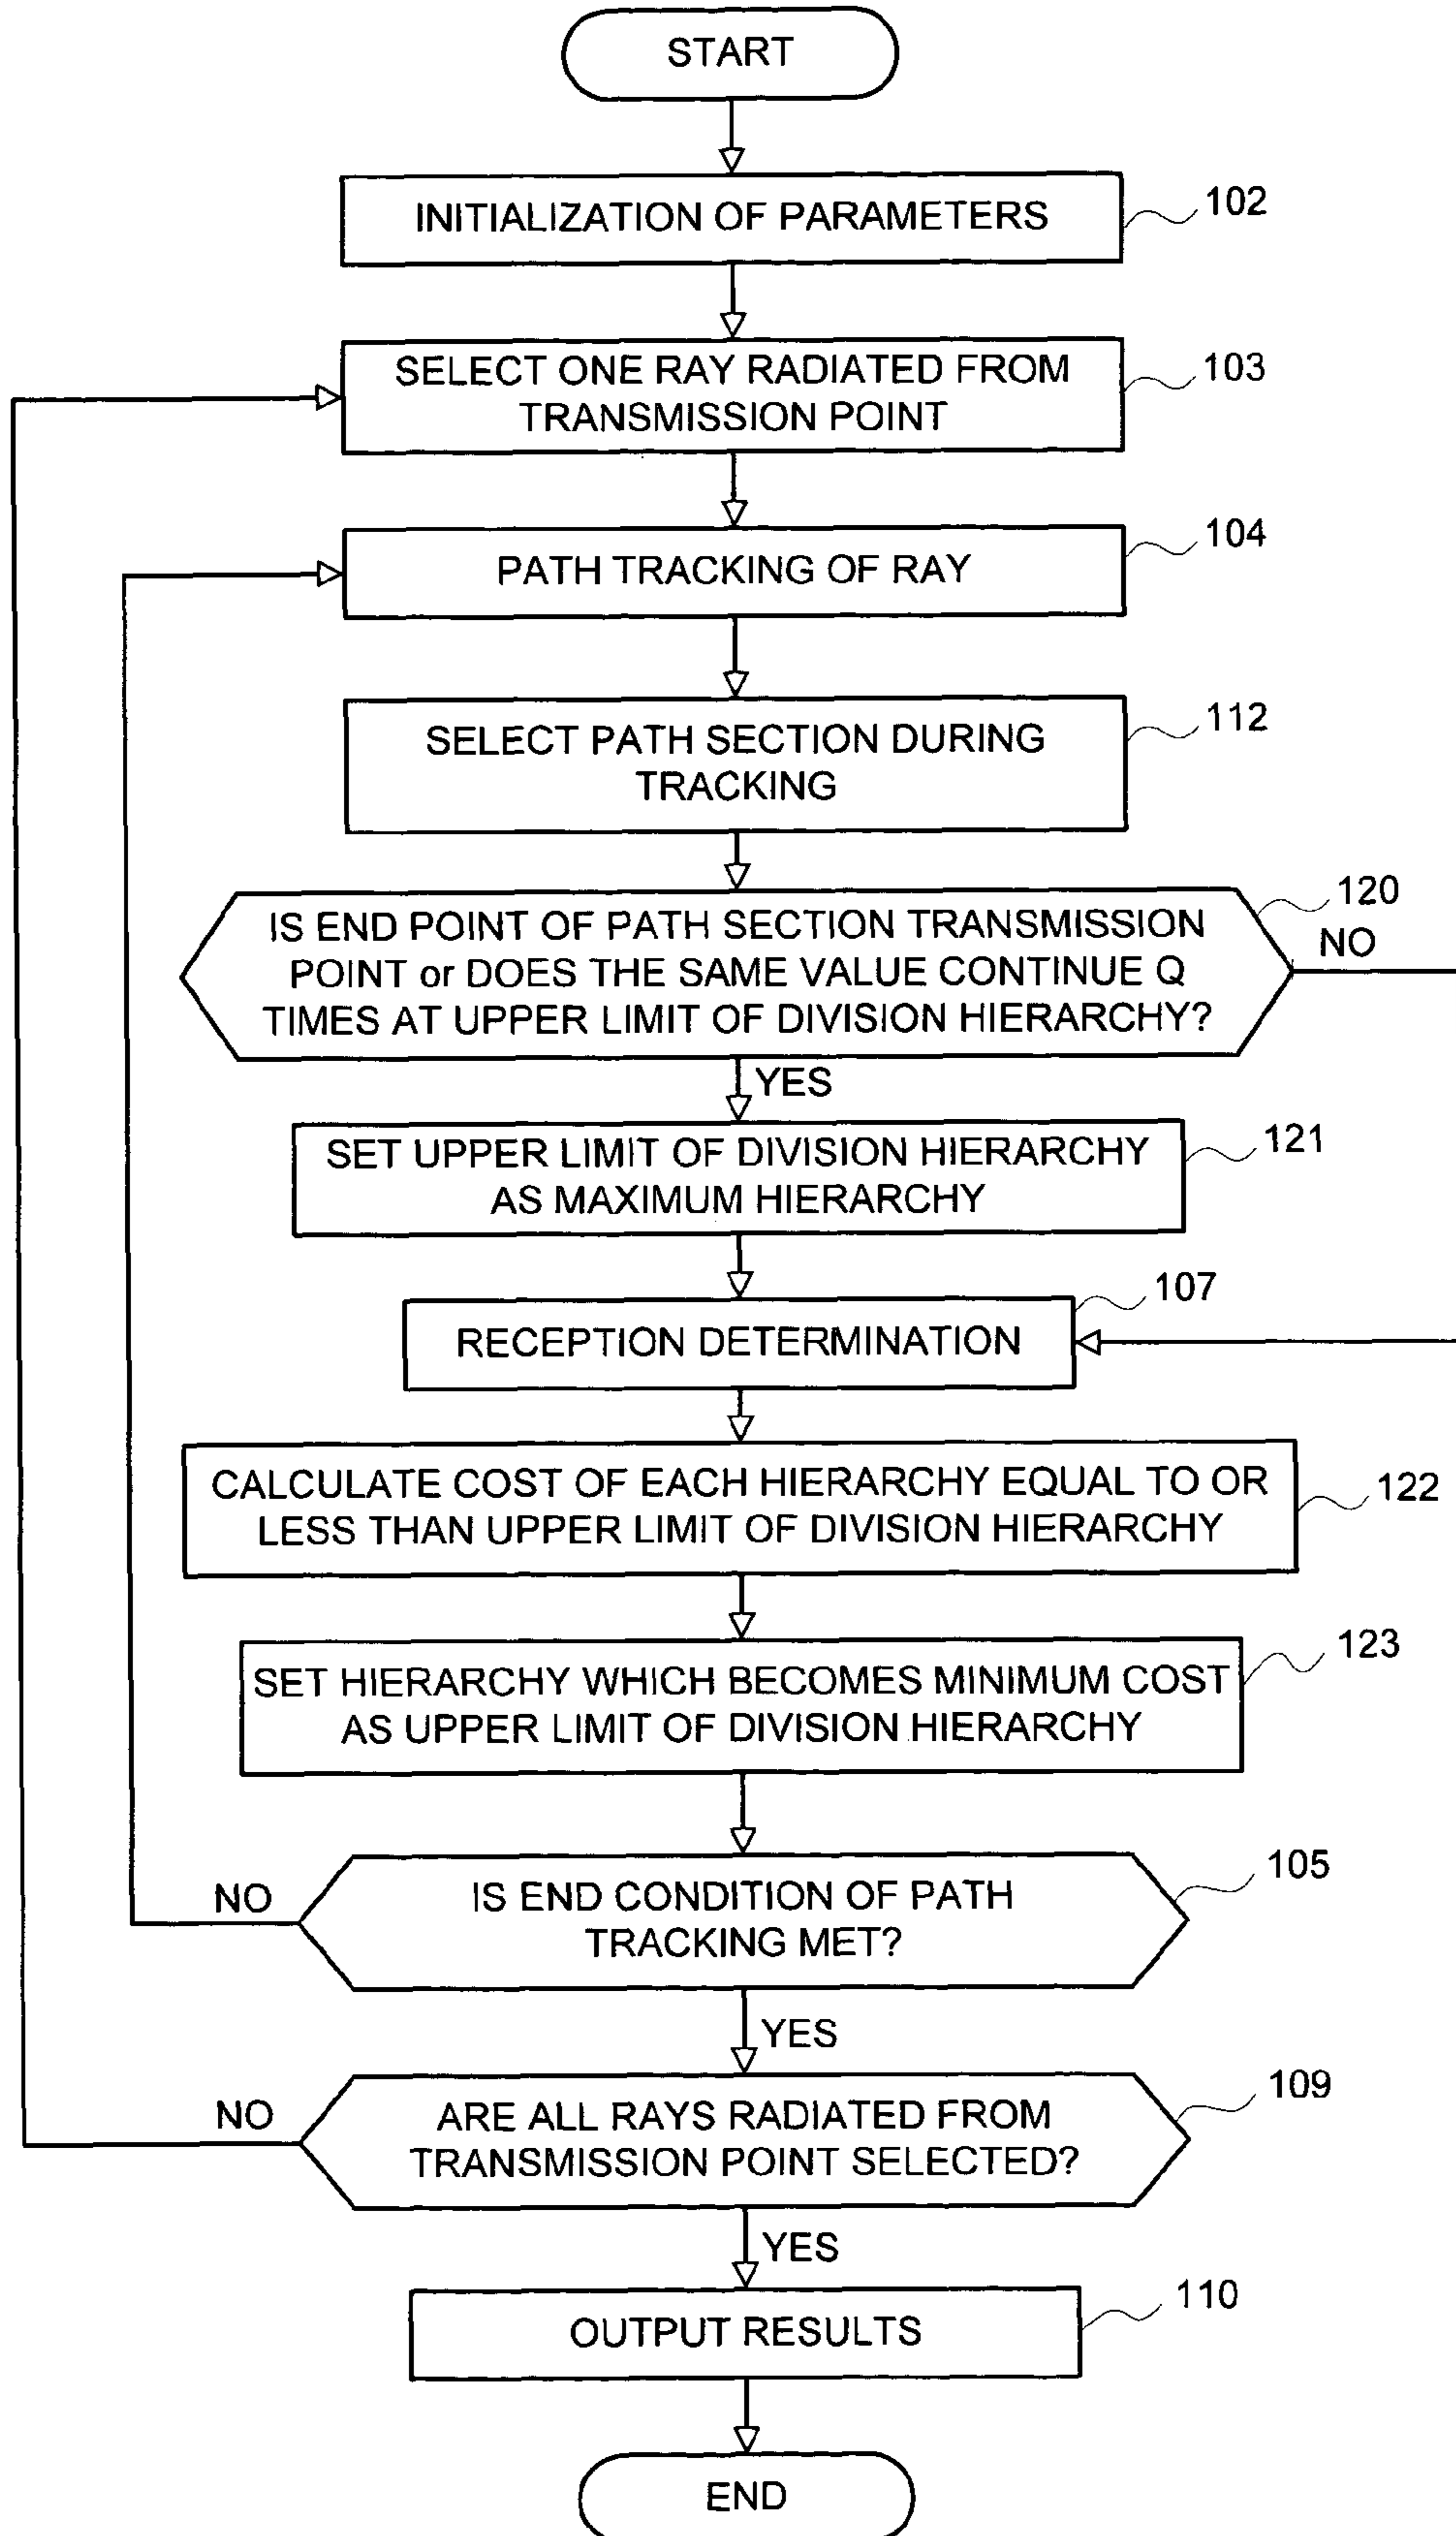 START
INITIALIZATION OF PARAMETERS
102
SELECT ONE RAY RADIATED FROM
TRANSMISSION POINT
103
PATH TRACKING OF RAY
104
SELECT PATH SECTION DURING
TRACKING
112
IS END POINT OF PATH SECTION TRANSMISSION
POINT or DOES THE SAME VALUE CONTINUE Q
TIMES AT UPPER LIMIT OF DIVISION HIERARCHY?
120
NO
YES
SET UPPER LIMIT OF DIVISION HIERARCHY
AS MAXIMUM HIERARCHY
121
RECEPTION DETERMINATION
107
CALCULATE COST OF EACH HIERARCHY EQUAL TO OR
LESS THAN UPPER LIMIT OF DIVISION HIERARCHY
122
SET HIERARCHY WHICH BECOMES MINIMUM COST
AS UPPER LIMIT OF DIVISION HIERARCHY
123
IS END CONDITION OF PATH
TRACKING MET?
105
NO
YES
ARE ALL RAYS RADIATED FROM
TRANSMISSION POINT SELECTED?
109
NO
YES
OUTPUT RESULTS
110
END